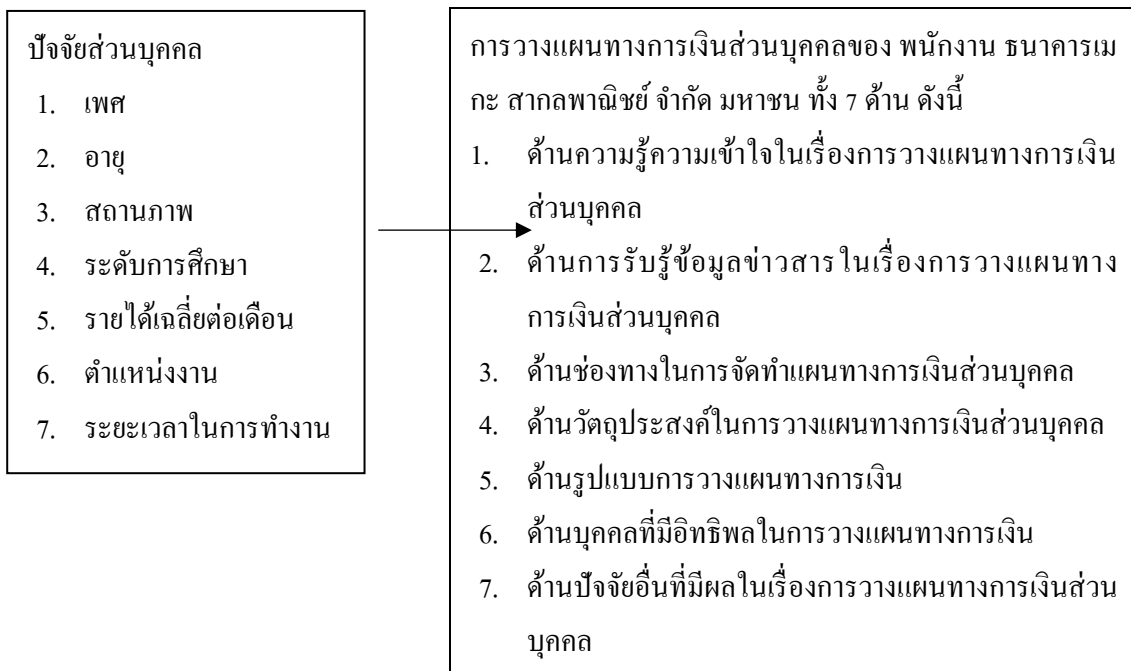 ปัจจัยส่วนบุคคล
1. เพศ
2. อายุ
3. สถานภาพ
4. ระดับการศึกษา
5. รายได้เฉลี่ยต่อเดือน
6. ตำแหน่งงาน
7. ระยะเวลาในการทำงาน
การวางแผนทางการเงินส่วนบุคคลของ พนักงาน ธนาคารเม
กะ สากลพาณิชย์ จำกัด มหาชน ทั้ง 7 ด้าน ดังนี้
1. ด้านความรู้ความเข้าใจในเรื่องการวางแผนทางการเงิน
ส่วนบุคคล
2. ด้านการรับรู้ข้อมูลข่าวสารในเรื่องการวางแผนทาง
การเงินส่วนบุคคล
3. ด้านช่องทางในการจัดทำแผนทางการเงินส่วนบุคคล
4. ด้านวัตถุประสงค์ในการวางแผนทางการเงินส่วนบุคคล
5. ด้านรูปแบบการวางแผนทางการเงิน
6. ด้านบุคคลที่มีอิทธิพลในการวางแผนทางการเงิน
7. ด้านปัจจัยอื่นที่มีผลในเรื่องการวางแผนทางการเงินส่วน
บุคคล